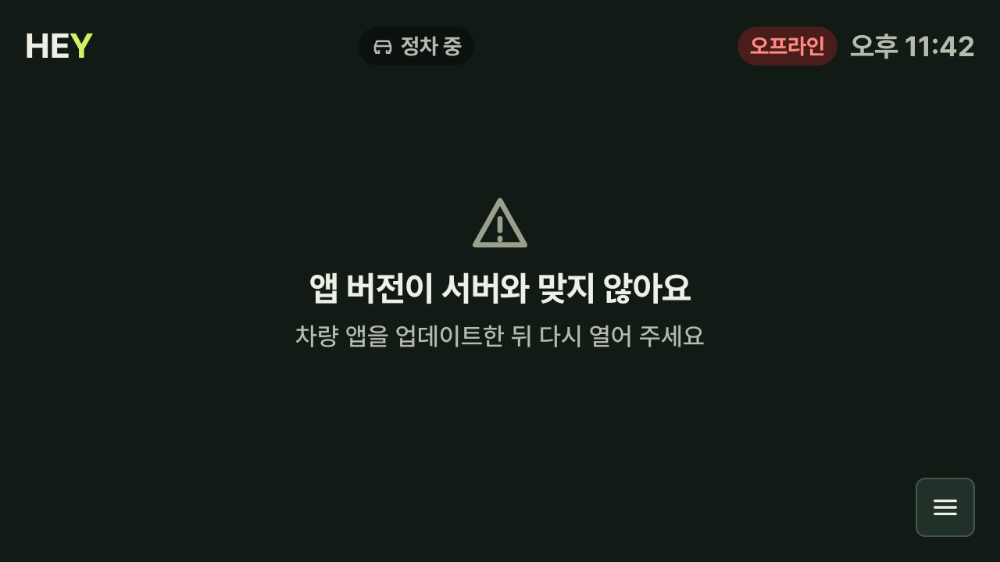 HEY
정차 중
오프라인
오후 11:42
앱 버전이 서버와 맞지 않아요
차량 앱을 업데이트한 뒤 다시 열어 주세요